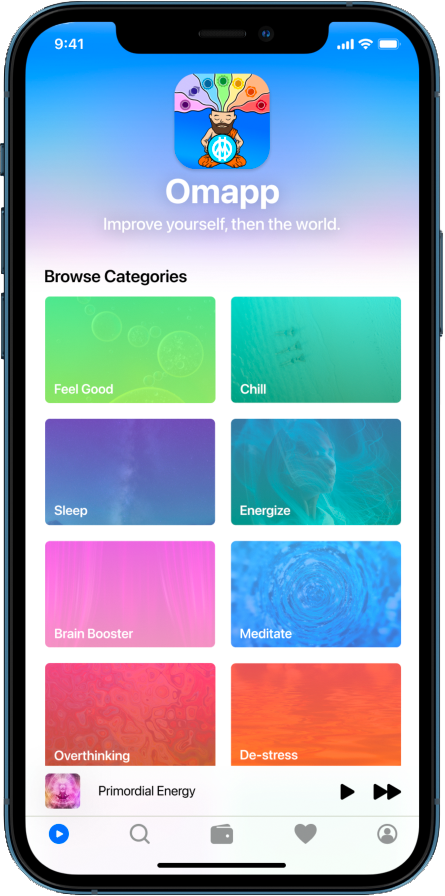 9:41
Omapp
Improve yourself, then the world.
Browse Categories
Feel Good
Chill
Sleep
Energize
Brain Booster
Meditate
Overthinking
De-stress
Primordial Energy